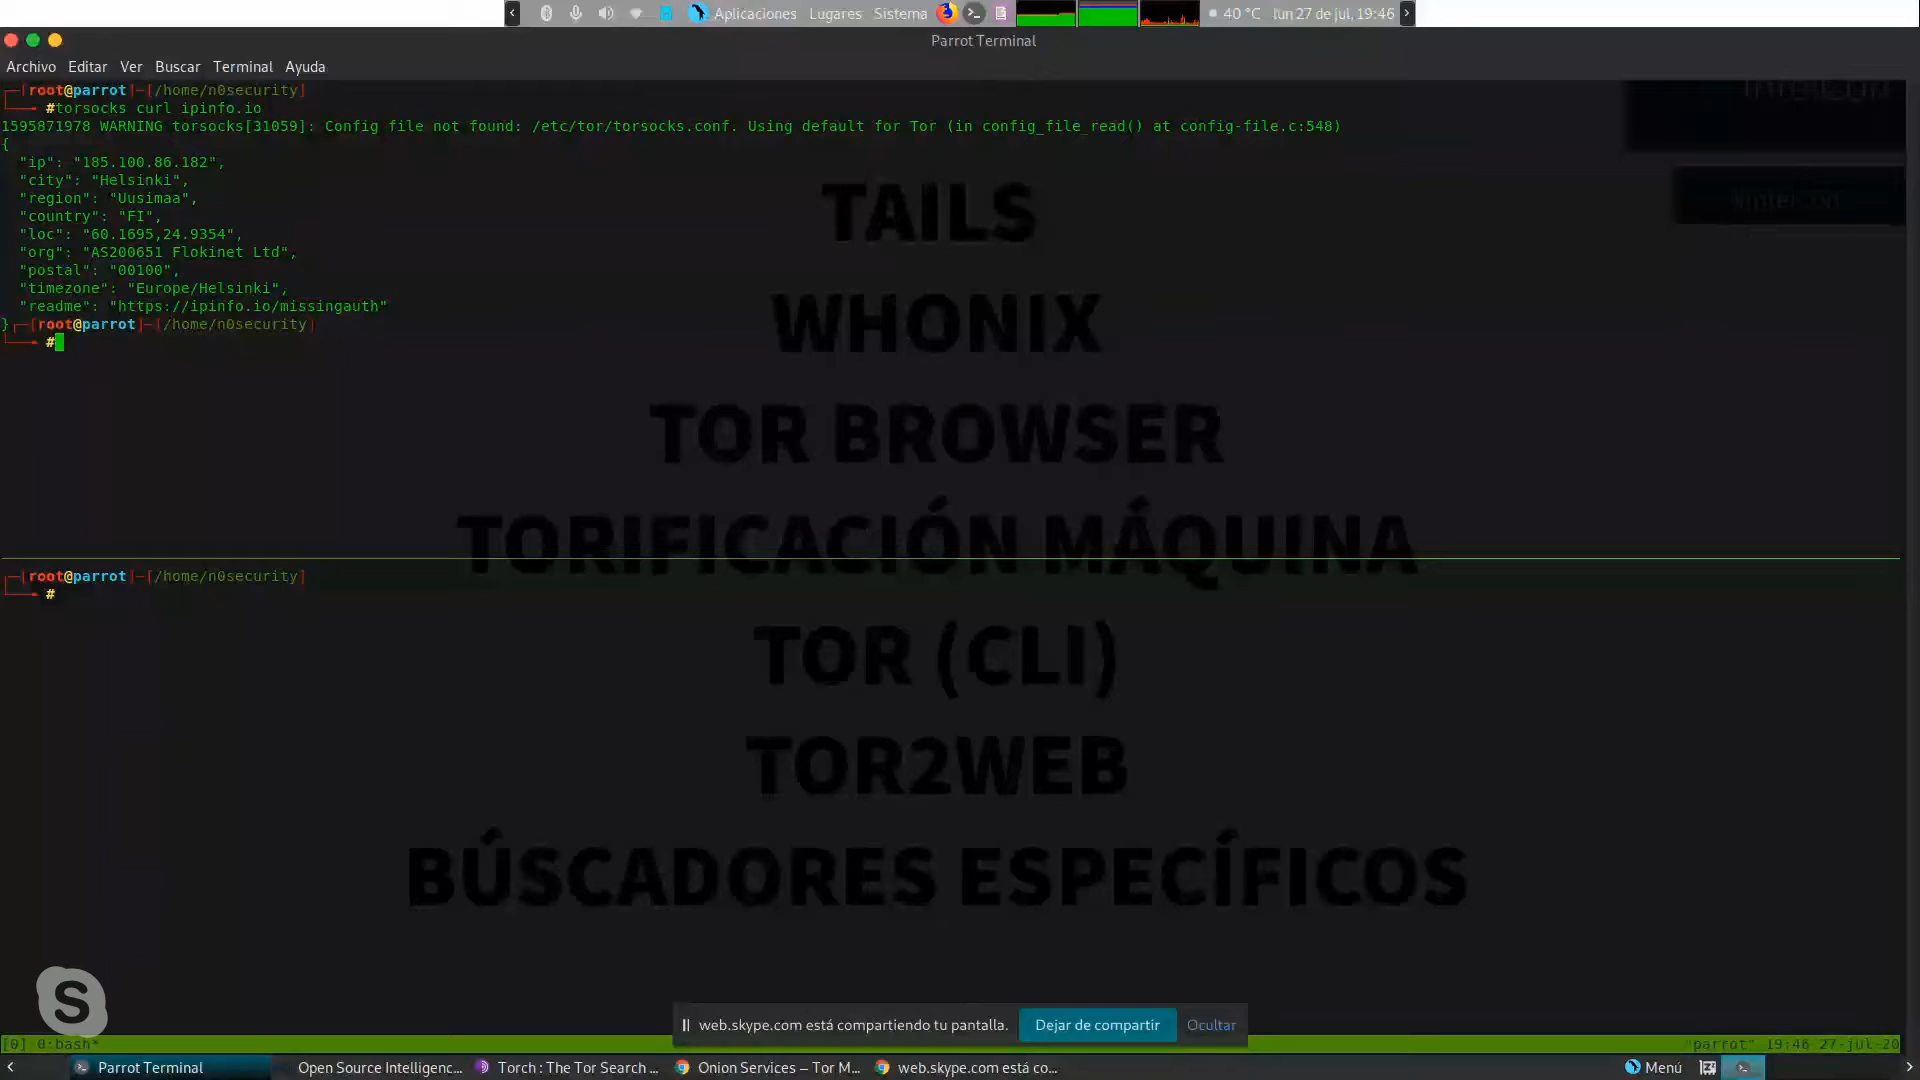 Aplicaciones Lugares Sistema 40 °C lun 27 de jul, 19:46
Parrot Terminal
Archivo Editar Ver Buscar Terminal Ayuda
┌─[root@parrot]─[/home/n0security]
└──╼ #torsocks curl ipinfo.io
1595871978 WARNING torsocks[31059]: Config file not found: /etc/tor/torsocks.conf. Using default for Tor (in config_file_read() at config-file.c:548)
{
"ip": "185.100.86.182",
"city": "Helsinki",
"region": "Uusimaa",
"country": "FI",
"loc": "60.1695,24.9354",
"org": "AS200651 Flokinet Ltd",
"postal": "00100",
"timezone": "Europe/Helsinki",
"readme": "https://ipinfo.io/missingauth"
}┌─[root@parrot]─[/home/n0security]
└──╼ #
TAILS
WHONIX
TOR BROWSER
TORIFICACIÓN MÁQUINA
┌─[root@parrot]─[/home/n0security]
└──╼ #
TOR (CLI)
TOR2WEB
BÚSCADORES ESPECÍFICOS
web.skype.com está compartiendo tu pantalla. Dejar de compartir Ocultar
[0] 0:bash* "parrot" 19:46 27-jul-20
Parrot Terminal Open Source Intelligenc... Torch : The Tor Search ... Onion Services – Tor M... web.skype.com está co... Menú